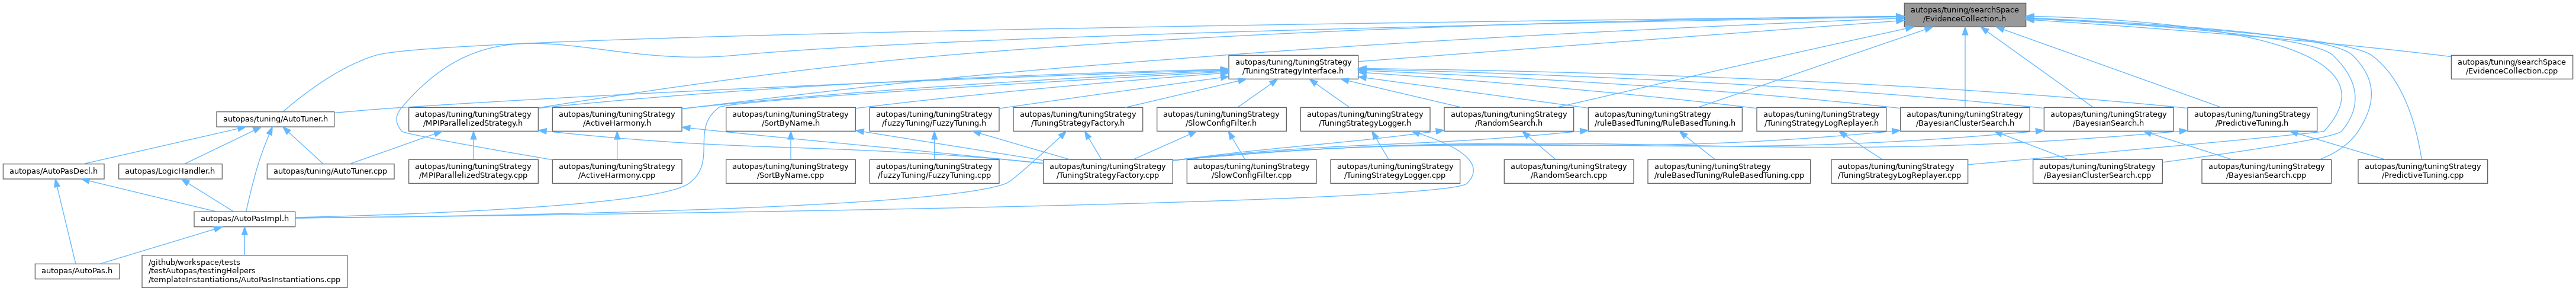 autopas/tuning/searchSpace
/EvidenceCollection.h
autopas/tuning/tuningStrategy
/TuningStrategyInterface.h
autopas/tuning/searchSpace
/EvidenceCollection.cpp
autopas/tuning/AutoTuner.h
autopas/tuning/tuningStrategy
/MPIParallelizedStrategy.h
autopas/tuning/tuningStrategy
/ActiveHarmony.h
autopas/tuning/tuningStrategy
/SortByName.h
autopas/tuning/tuningStrategy
/fuzzyTuning/FuzzyTuning.h
autopas/tuning/tuningStrategy
/TuningStrategyFactory.h
autopas/tuning/tuningStrategy
/SlowConfigFilter.h
autopas/tuning/tuningStrategy
/TuningStrategyLogger.h
autopas/tuning/tuningStrategy
/RandomSearch.h
autopas/tuning/tuningStrategy
/ruleBasedTuning/RuleBasedTuning.h
autopas/tuning/tuningStrategy
/TuningStrategyLogReplayer.h
autopas/tuning/tuningStrategy
/BayesianClusterSearch.h
autopas/tuning/tuningStrategy
/BayesianSearch.h
autopas/tuning/tuningStrategy
/PredictiveTuning.h
autopas/AutoPasDecl.h
autopas/LogicHandler.h
autopas/tuning/AutoTuner.cpp
autopas/tuning/tuningStrategy
/MPIParallelizedStrategy.cpp
autopas/tuning/tuningStrategy
/ActiveHarmony.cpp
autopas/tuning/tuningStrategy
/SortByName.cpp
autopas/tuning/tuningStrategy
/fuzzyTuning/FuzzyTuning.cpp
autopas/tuning/tuningStrategy
/TuningStrategyFactory.cpp
autopas/tuning/tuningStrategy
/SlowConfigFilter.cpp
autopas/tuning/tuningStrategy
/TuningStrategyLogger.cpp
autopas/tuning/tuningStrategy
/RandomSearch.cpp
autopas/tuning/tuningStrategy
/ruleBasedTuning/RuleBasedTuning.cpp
autopas/tuning/tuningStrategy
/TuningStrategyLogReplayer.cpp
autopas/tuning/tuningStrategy
/BayesianClusterSearch.cpp
autopas/tuning/tuningStrategy
/BayesianSearch.cpp
autopas/tuning/tuningStrategy
/PredictiveTuning.cpp
autopas/AutoPasImpl.h
autopas/AutoPas.h
/github/workspace/tests
/testAutopas/testingHelpers
/templateInstantiations/AutoPasInstantiations.cpp